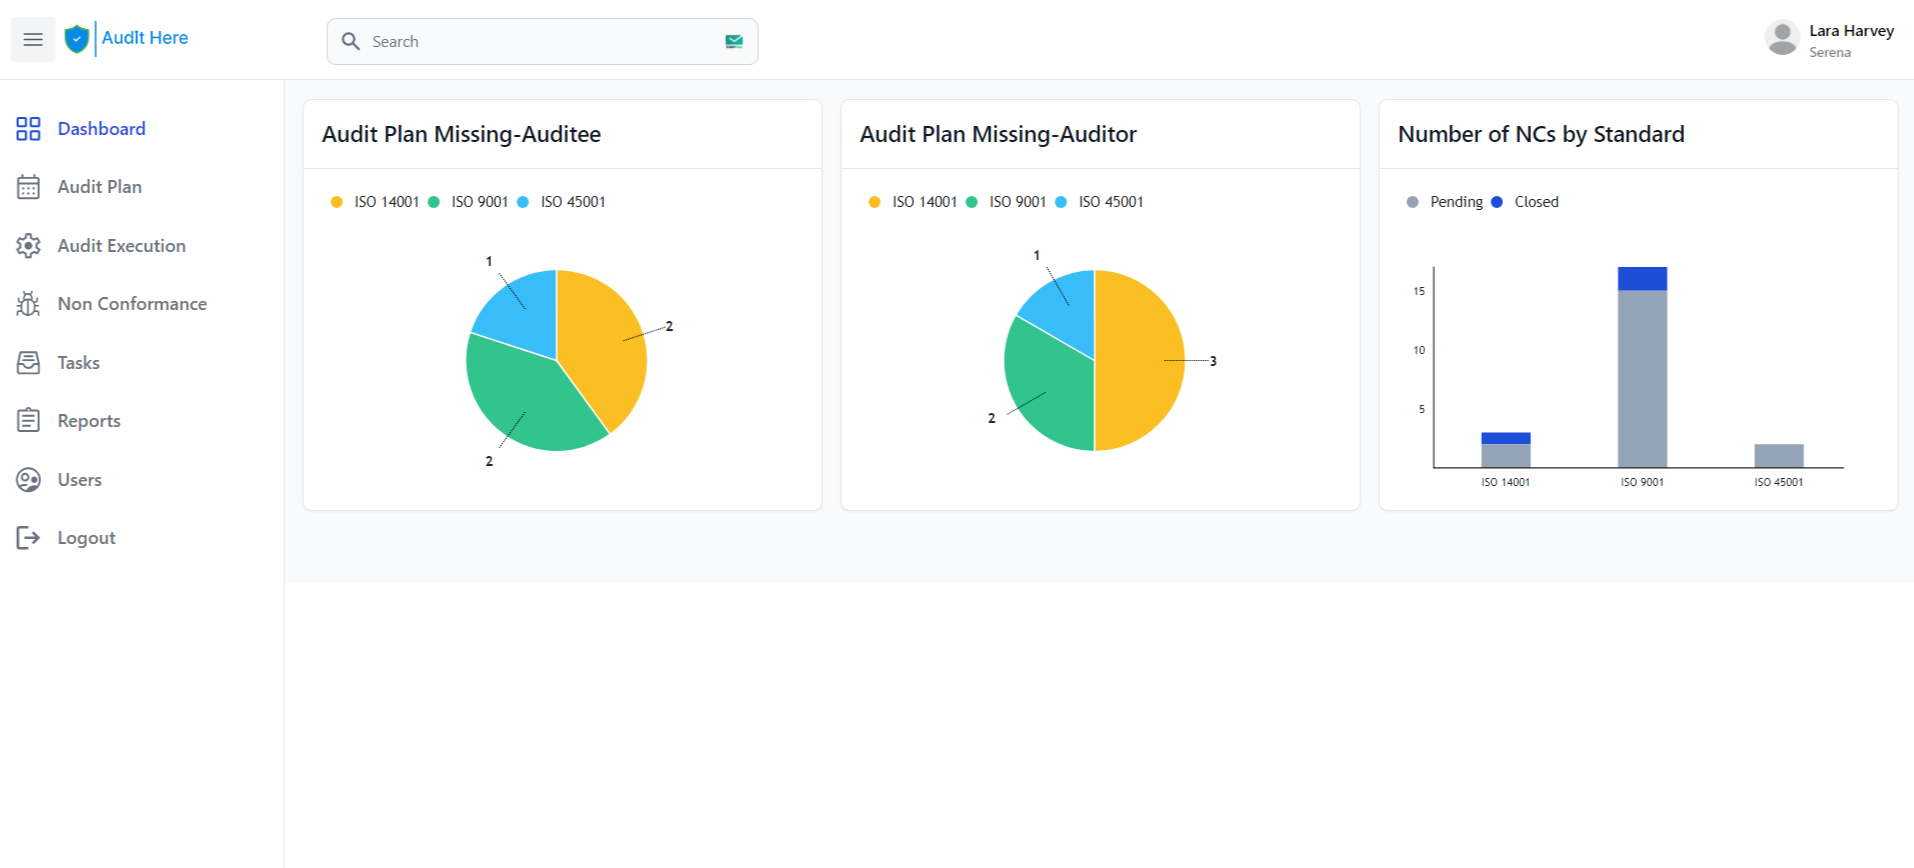 Audit Here
Search
Lara Harvey
Serena
Dashboard
Audit Plan
Audit Execution
Non Conformance
Tasks
Reports
Users
Logout
Audit Plan Missing-Auditee
ISO 14001 ISO 9001 ISO 45001
1
2
2
Audit Plan Missing-Auditor
ISO 14001 ISO 9001 ISO 45001
1
3
2
Number of NCs by Standard
Pending Closed
15
10
5
ISO 14001 ISO 9001 ISO 45001